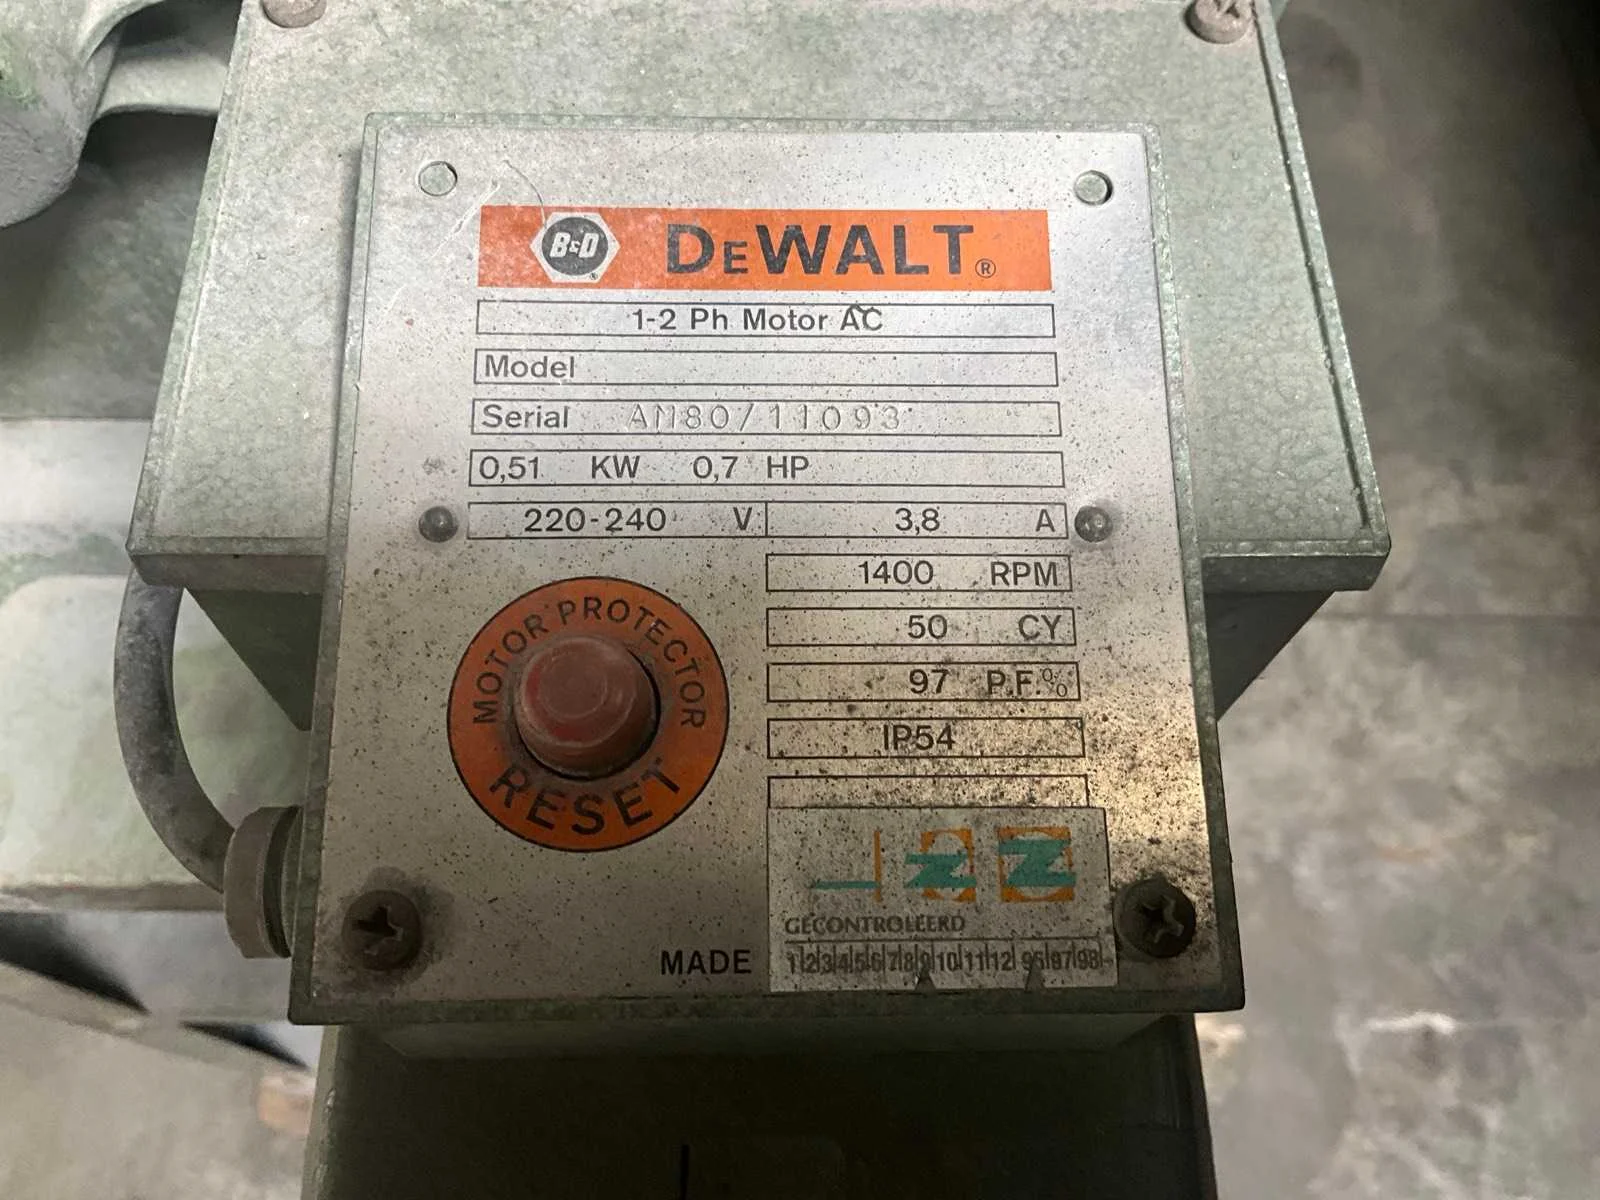 B&D® DEWALT®
1-2 Ph Motor AC
Model
Serial AM80/11093
0,51 KW 0,7 HP
220-240 V 3,8 A
1400 RPM
50 CY
97 P.F.%
IP54
MOTOR PROTECTOR
RESET
GECONTROLEERD
MADE
1 2 3 4 5 6 7 8 9 10 11 12 96 97 98